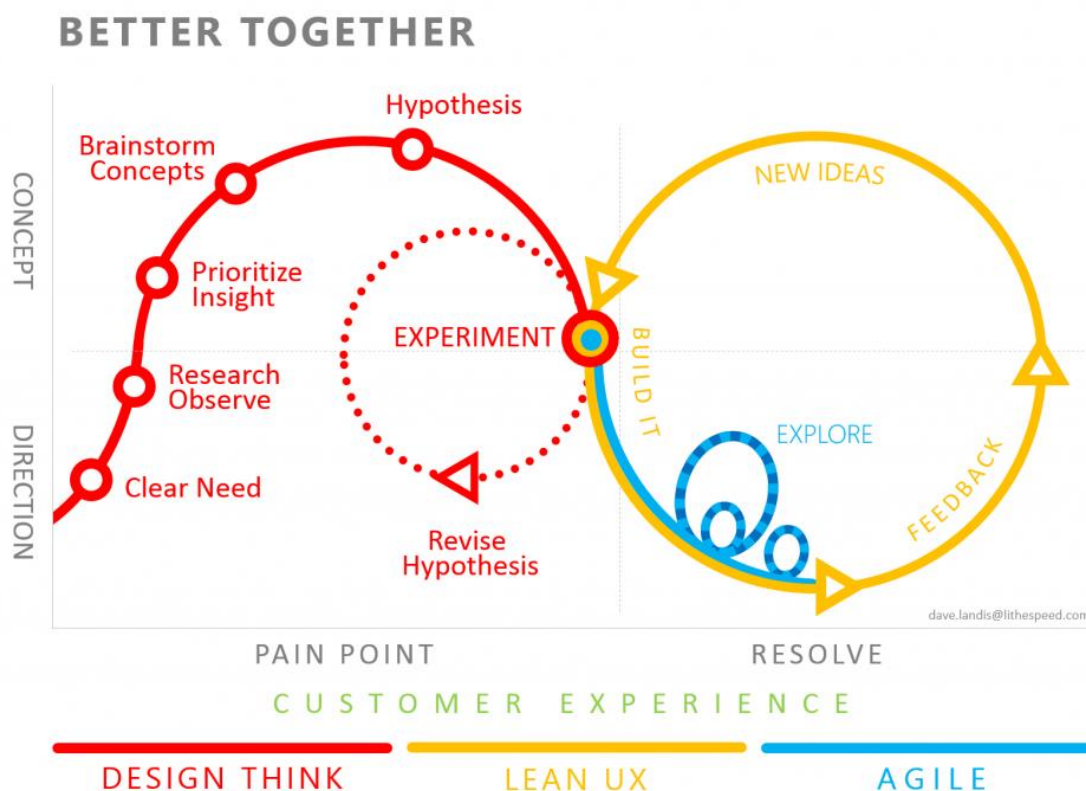 BETTER TOGETHER
Hypothesis
Brainstorm
Concepts
NEW IDEAS
CONCEPT
Prioritize
Insight
EXPERIMENT
BUILD IT
Research
Observe
EXPLORE
DIRECTION
FEEDBACK
Clear Need
Revise
Hypothesis
dave.landis@lithespeed.com
PAIN POINT
RESOLVE
CUSTOMER EXPERIENCE
DESIGN THINK
LEAN UX
AGILE